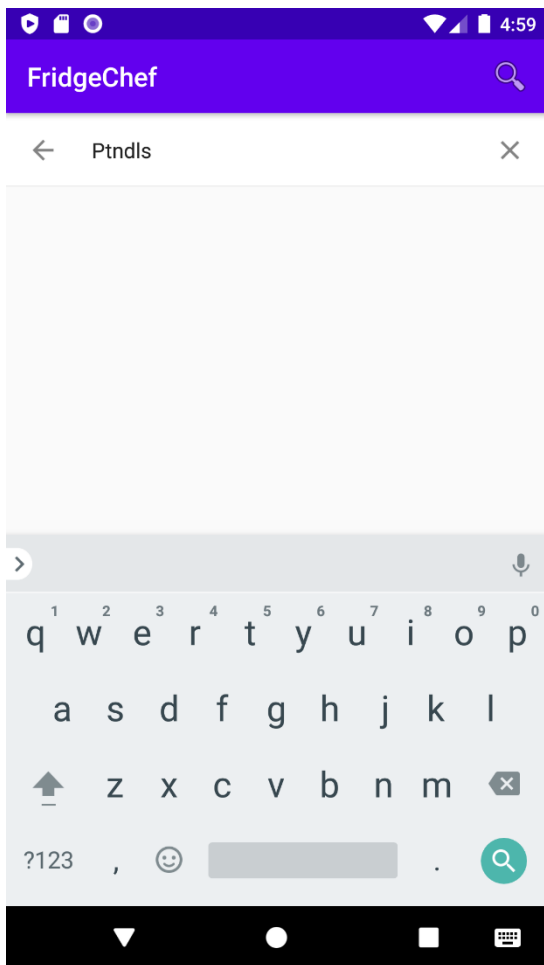 4:59
FridgeChef
Ptndls
1 2 3 4 5 6 7 8 9 0
q w e r t y u i o p
a s d f g h j k l
z x c v b n m
?123 , .